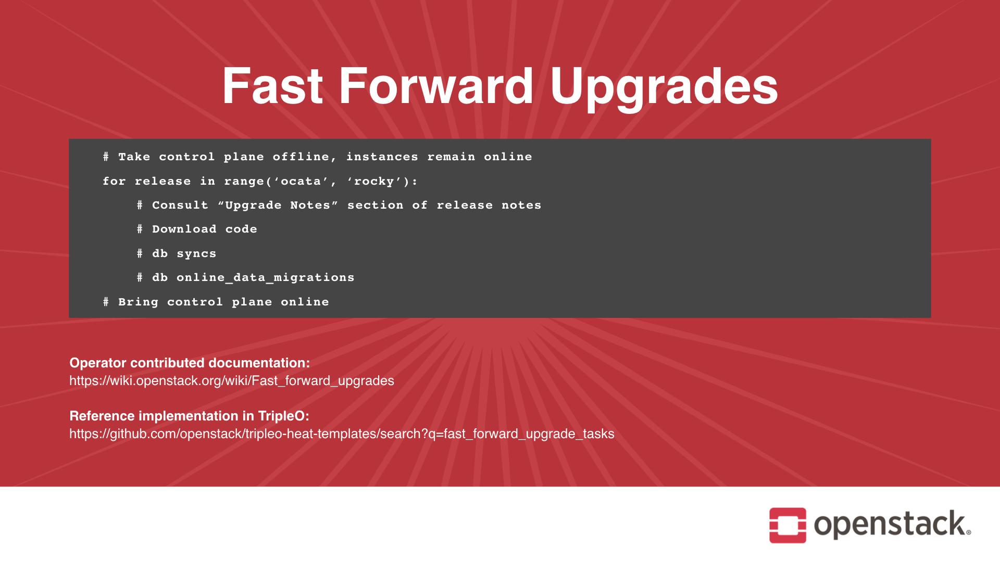 Fast Forward Upgrades
# Take control plane offline, instances remain online
for release in range(‘ocata’, ‘rocky’):
# Consult “Upgrade Notes” section of release notes
# Download code
# db syncs
# db online_data_migrations
# Bring control plane online
Operator contributed documentation:
https://wiki.openstack.org/wiki/Fast_forward_upgrades
Reference implementation in TripleO:
https://github.com/openstack/tripleo-heat-templates/search?q=fast_forward_upgrade_tasks
openstack®